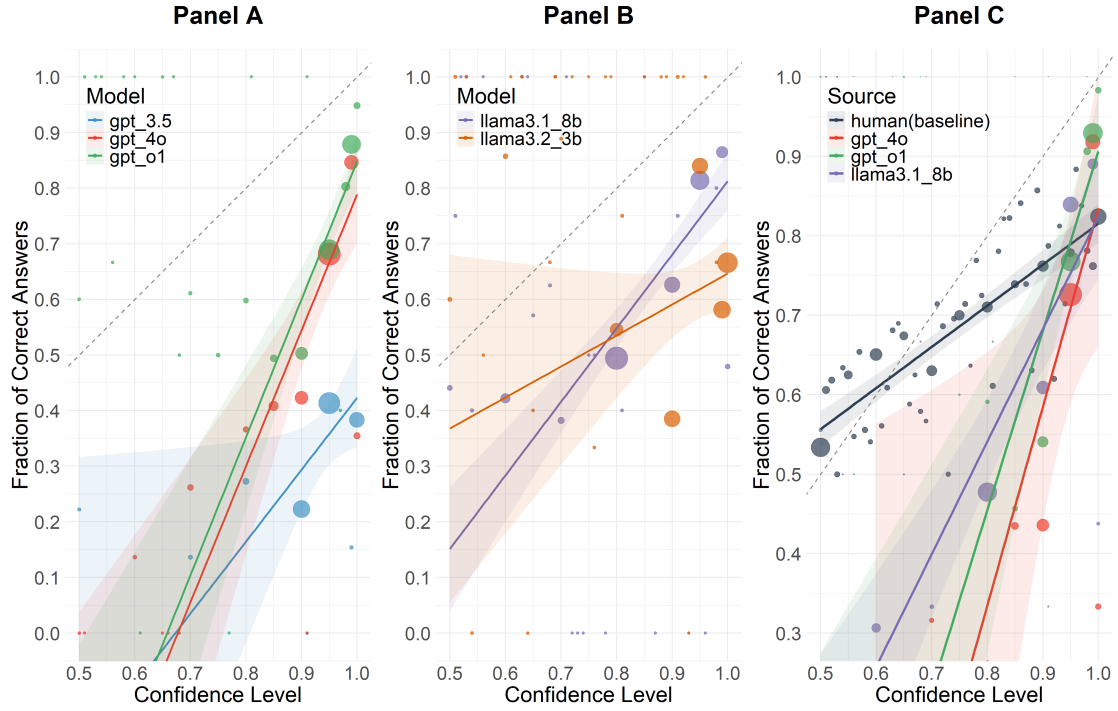 Panel A
Panel B
Panel C
Fraction of Correct Answers
1.0
0.9
0.8
0.7
0.6
0.5
0.4
0.3
0.2
0.1
0.0
Model
gpt_3.5
gpt_4o
gpt_o1
0.5 0.6 0.7 0.8 0.9 1.0
Confidence Level
Fraction of Correct Answers
1.0
0.9
0.8
0.7
0.6
0.5
0.4
0.3
0.2
0.1
0.0
Model
llama3.1_8b
llama3.2_3b
0.5 0.6 0.7 0.8 0.9 1.0
Confidence Level
Fraction of Correct Answers
1.0
0.9
0.8
0.7
0.6
0.5
0.4
0.3
Source
human(baseline)
gpt_4o
gpt_o1
llama3.1_8b
0.5 0.6 0.7 0.8 0.9 1.0
Confidence Level